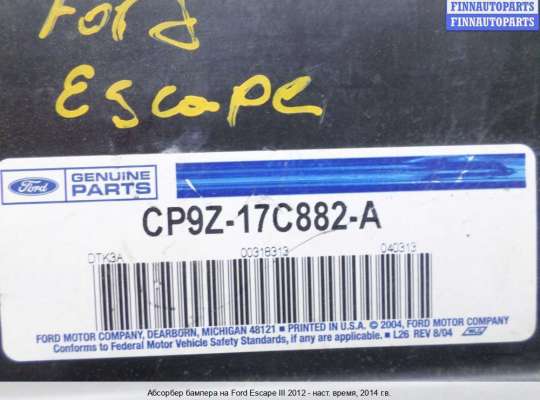 FINNAUTOPARTS
FINNAUTOPARTS
Ford
Escape
Ford
GENUINE
PARTS
CP9Z-17C882-A
DTK3A 00318313 040313
FORD MOTOR COMPANY, DEARBORN, MICHIGAN 48121 ■ PRINTED IN U.S.A. © 2004, FORD MOTOR COMPANY
Conforms to Federal Motor Vehicle Safety Standards, if any are applicable. ■ L26 REV 8/04
Абсорбер бампера на Ford Escape III 2012 - наст. время, 2014 г.в.